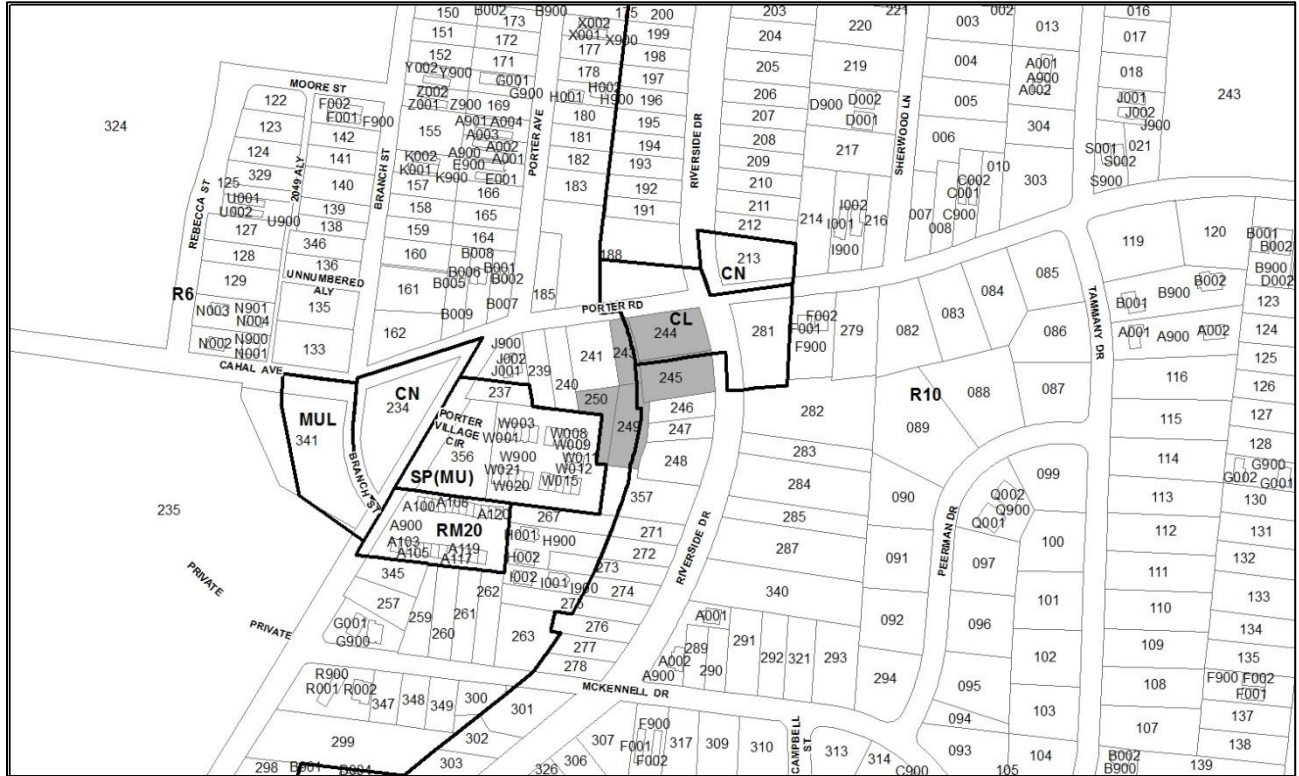 150 B002 173 B900 175 200 203 221 003 002 013 016
151 X002 199 220 017
X001 X900 204
152 172 177 198 219 004 A001 018
Y002 Y900 171 178 197 205 A900
324 MOORE ST Z002 G001 H002 A002
122 F002 Z001 Z900 169 G900 H001 H900 196 206 D900 D002 005 J001 243
F001 F900 A901 A004 180 195 207 D001 304 J002
123 142 155 A003 181 194 208 006 J900
124 141 K002 A900 A002 182 193 209 217 SHERWOOD LN 010 S001 021
329 2049 ALY 140 K001 E900 A001 PORTER AVE 192 RIVERSIDE DR 210 C002 303 S002
125 K900 E001 183 C001 S900
U001 139 BRANCH ST 157 166 191 211 214 I002 216 007 C900
U002 U900 138 158 165 212 I001 008
REBECCA ST 127 346 159 164 188 I900
128 136 160 B008 213 119 120 B001
UNNUMBERED ALY B006 B001 CN B002
129 B005 B002 085 B900
R6 135 161 B007 185 084 B002 D002
N003 N901 B009 PORTER RD CL F002 083 B001 B900 123
N004 162 244 281 F001 279 082 086 TAMMANY DR A001 A900 A002 124
N002 N900 133 J900 241 243 F900
N001 J002 125
CAHAL AVE J001 239 245 116 126
CN 240 R10 088 087
MUL 234 237 250 246 282 089 115 127
341 PORTER VILLAGE CIR W003 W008 249 247 128
W001 W009 283 114 G900
356 W900 W011 248 099 G002 G001
BRANCH ST W021 W012 284 Q002 130
SP(MU) W020 W015 357 090 Q900 113
235 A100 A108 285 Q001 131
A120 267 271 PEERMAN DR 100 112
A900 RM20 H001 H900 272 287 091 097 132
A103 A119 H002 273 RIVERSIDE DR 111
PRIVATE A105 A117 I002 I001 I900 274 340 101 133
345 262 275 092 110
257 259 261 276 A001 096 134
PRIVATE G001 260 263 277 289 291 109
G900 278 A002 290 292 321 293 102 135
R900 A900 294 108 F900 F002
R001 R002 347 348 349 300 301 MCKENNELL DR 095 F001
103 137
299 302 F900 094 107
307 F001 317 309 310 CAMPBELL ST 313 314 093 138
298 B901 303 326 306 F002 C900 105 104 B002 B900 139